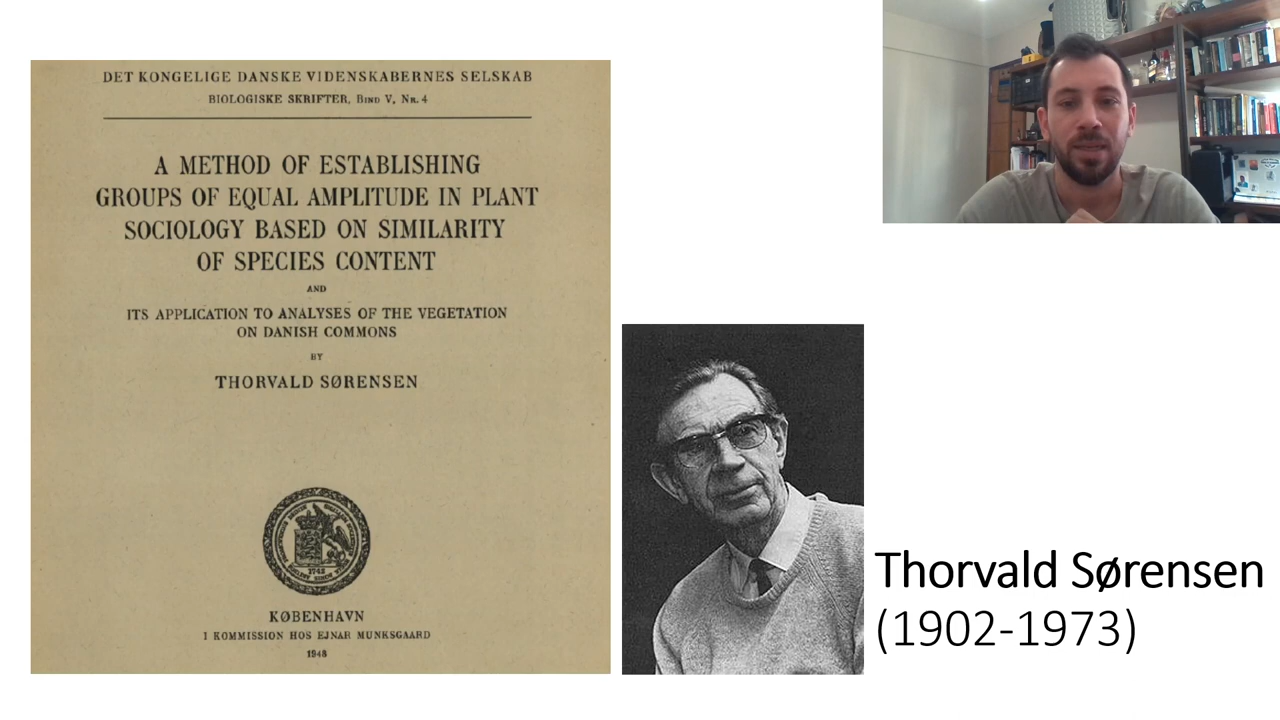 DET KONGELIGE DANSKE VIDENSKABERNES SELSKAB
BIOLOGISKE SKRIFTER, BIND V, NR. 4
A METHOD OF ESTABLISHING
GROUPS OF EQUAL AMPLITUDE IN PLANT
SOCIOLOGY BASED ON SIMILARITY
OF SPECIES CONTENT
AND
ITS APPLICATION TO ANALYSES OF THE VEGETATION
ON DANISH COMMONS
BY
THORVALD SØRENSEN
1742
KØBENHAVN
I KOMMISSION HOS EJNAR MUNKSGAARD
1948
Thorvald Sørensen
(1902-1973)